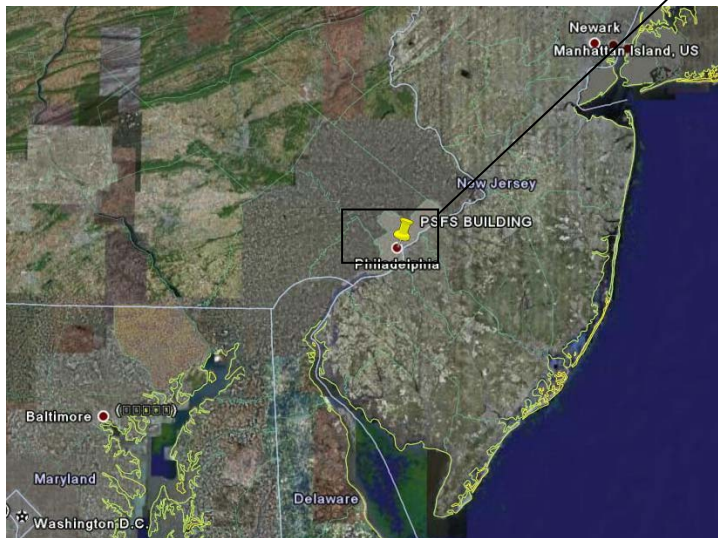 Newark
Manhattan Island, US
New Jersey
PSFS BUILDING
Philadelphia
Baltimore
Maryland
Delaware
Washington D.C.